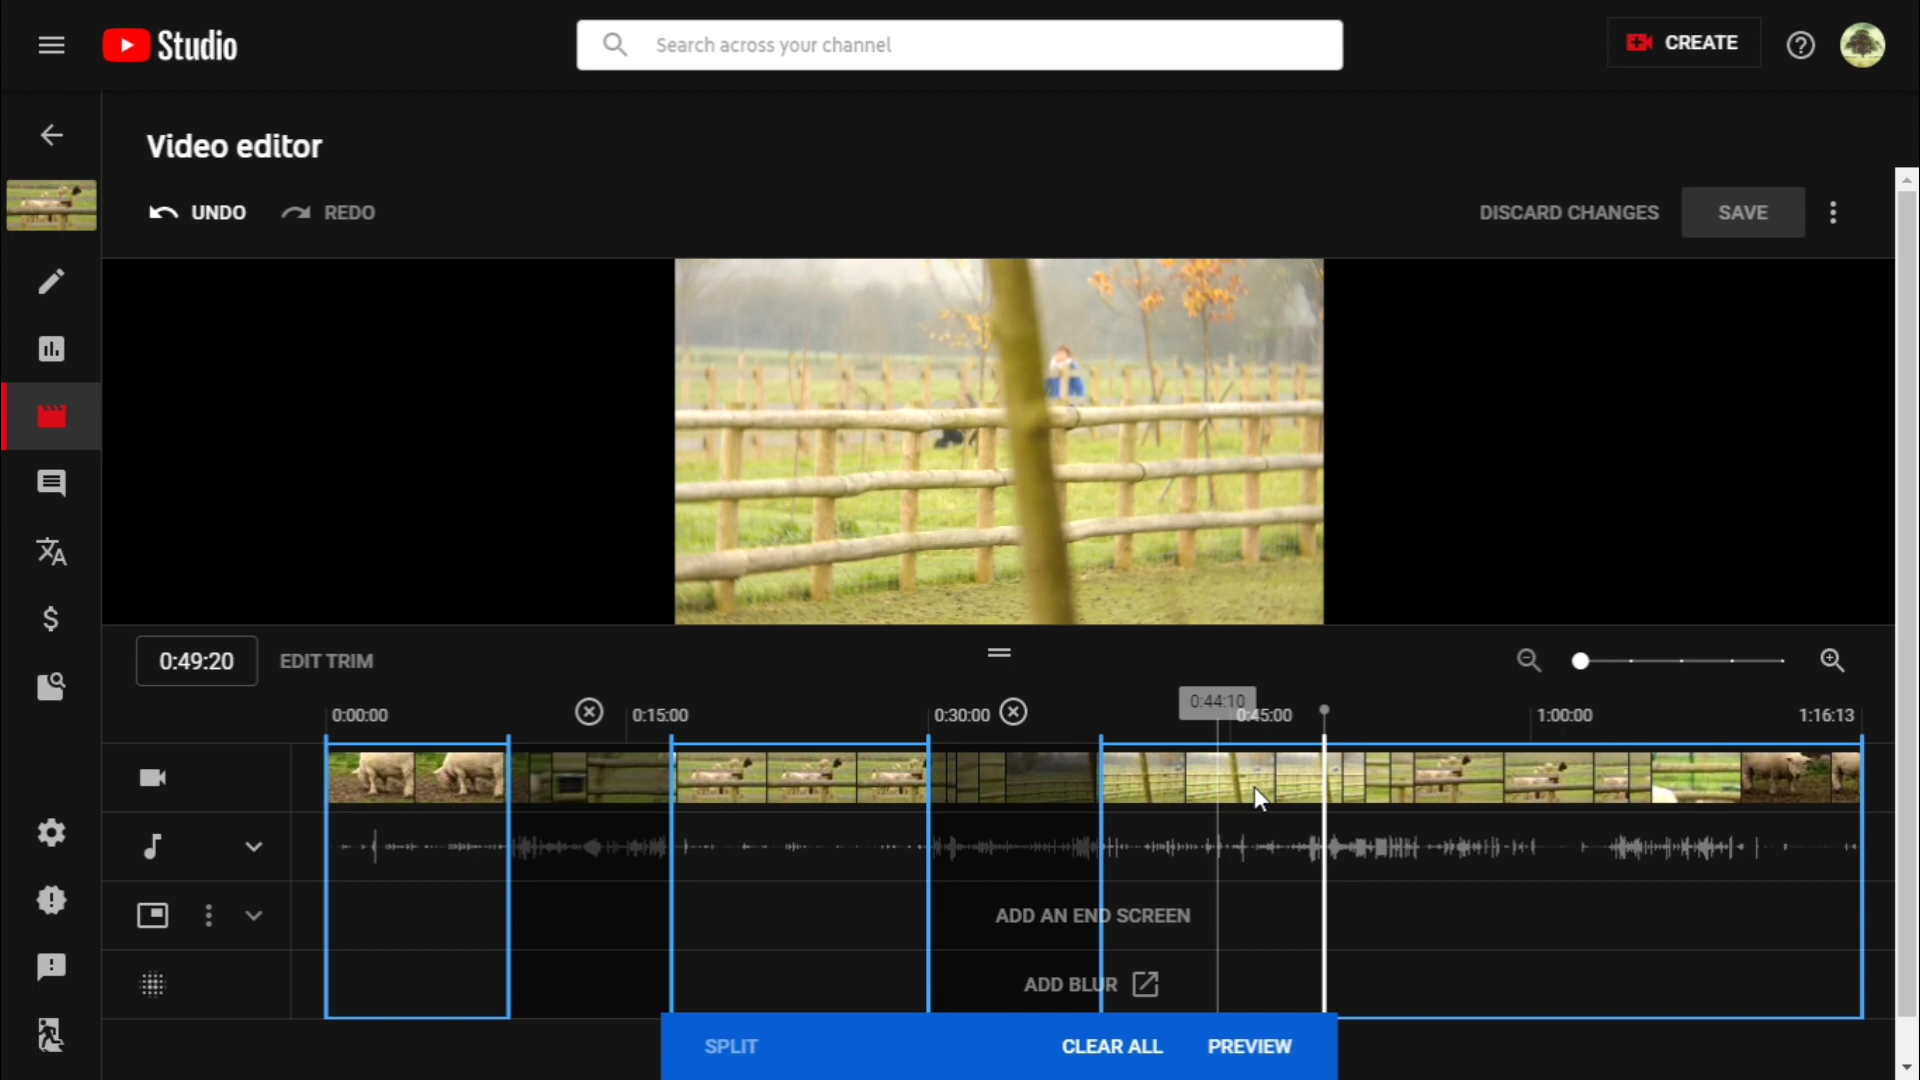 Studio
Search across your channel
CREATE
Video editor
UNDO
REDO
DISCARD CHANGES
SAVE
0:49:20
EDIT TRIM
0:44:10
0:00:00
0:15:00
0:30:00
0:45:00
1:00:00
1:16:13
ADD AN END SCREEN
ADD BLUR
SPLIT
CLEAR ALL
PREVIEW